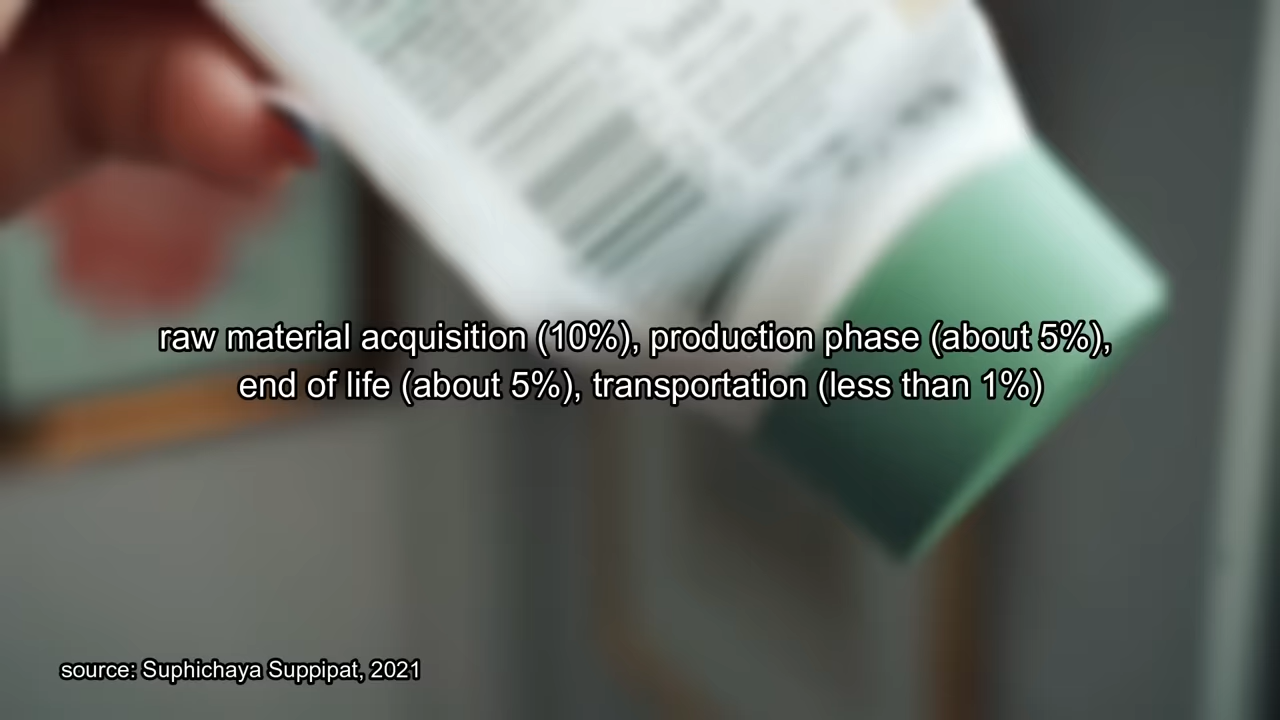 raw material acquisition (10%), production phase (about 5%),
end of life (about 5%), transportation (less than 1%)
source: Suphichaya Suppipat, 2021